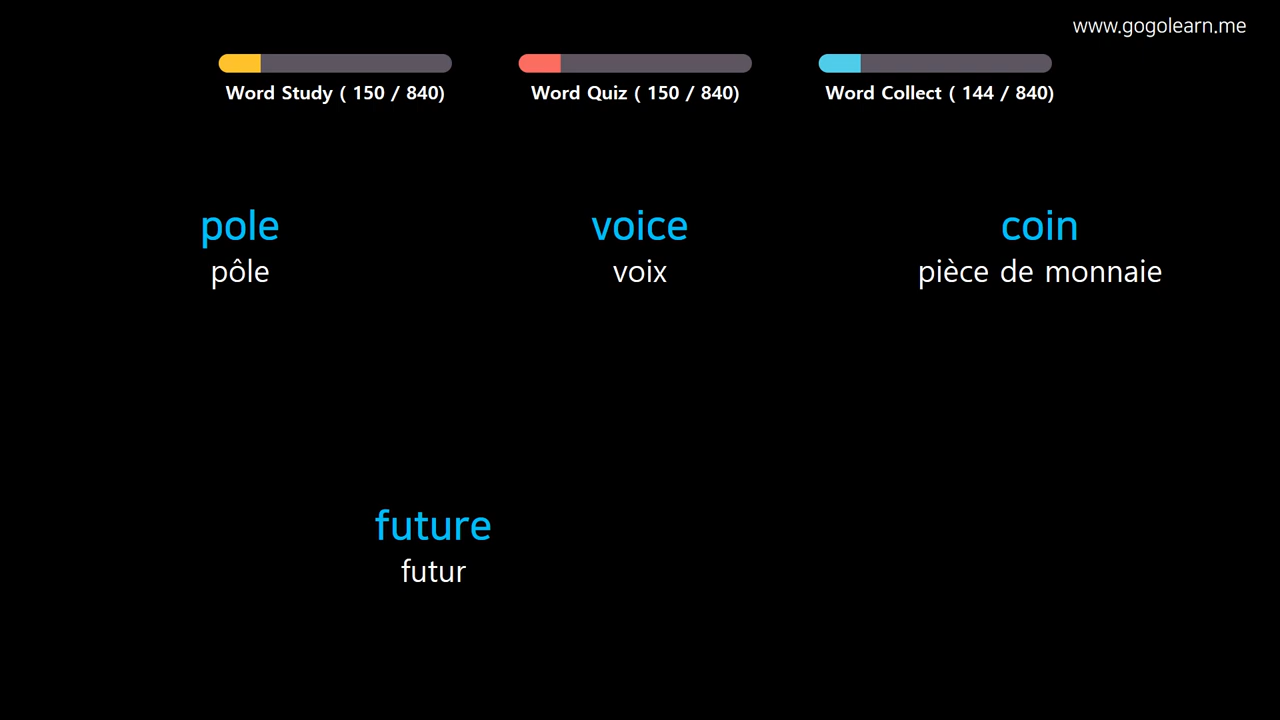 www.gogolearn.me
Word Study ( 150 / 840)
Word Quiz ( 150 / 840)
Word Collect ( 144 / 840)
pole
pôle
voice
voix
coin
pièce de monnaie
future
futur